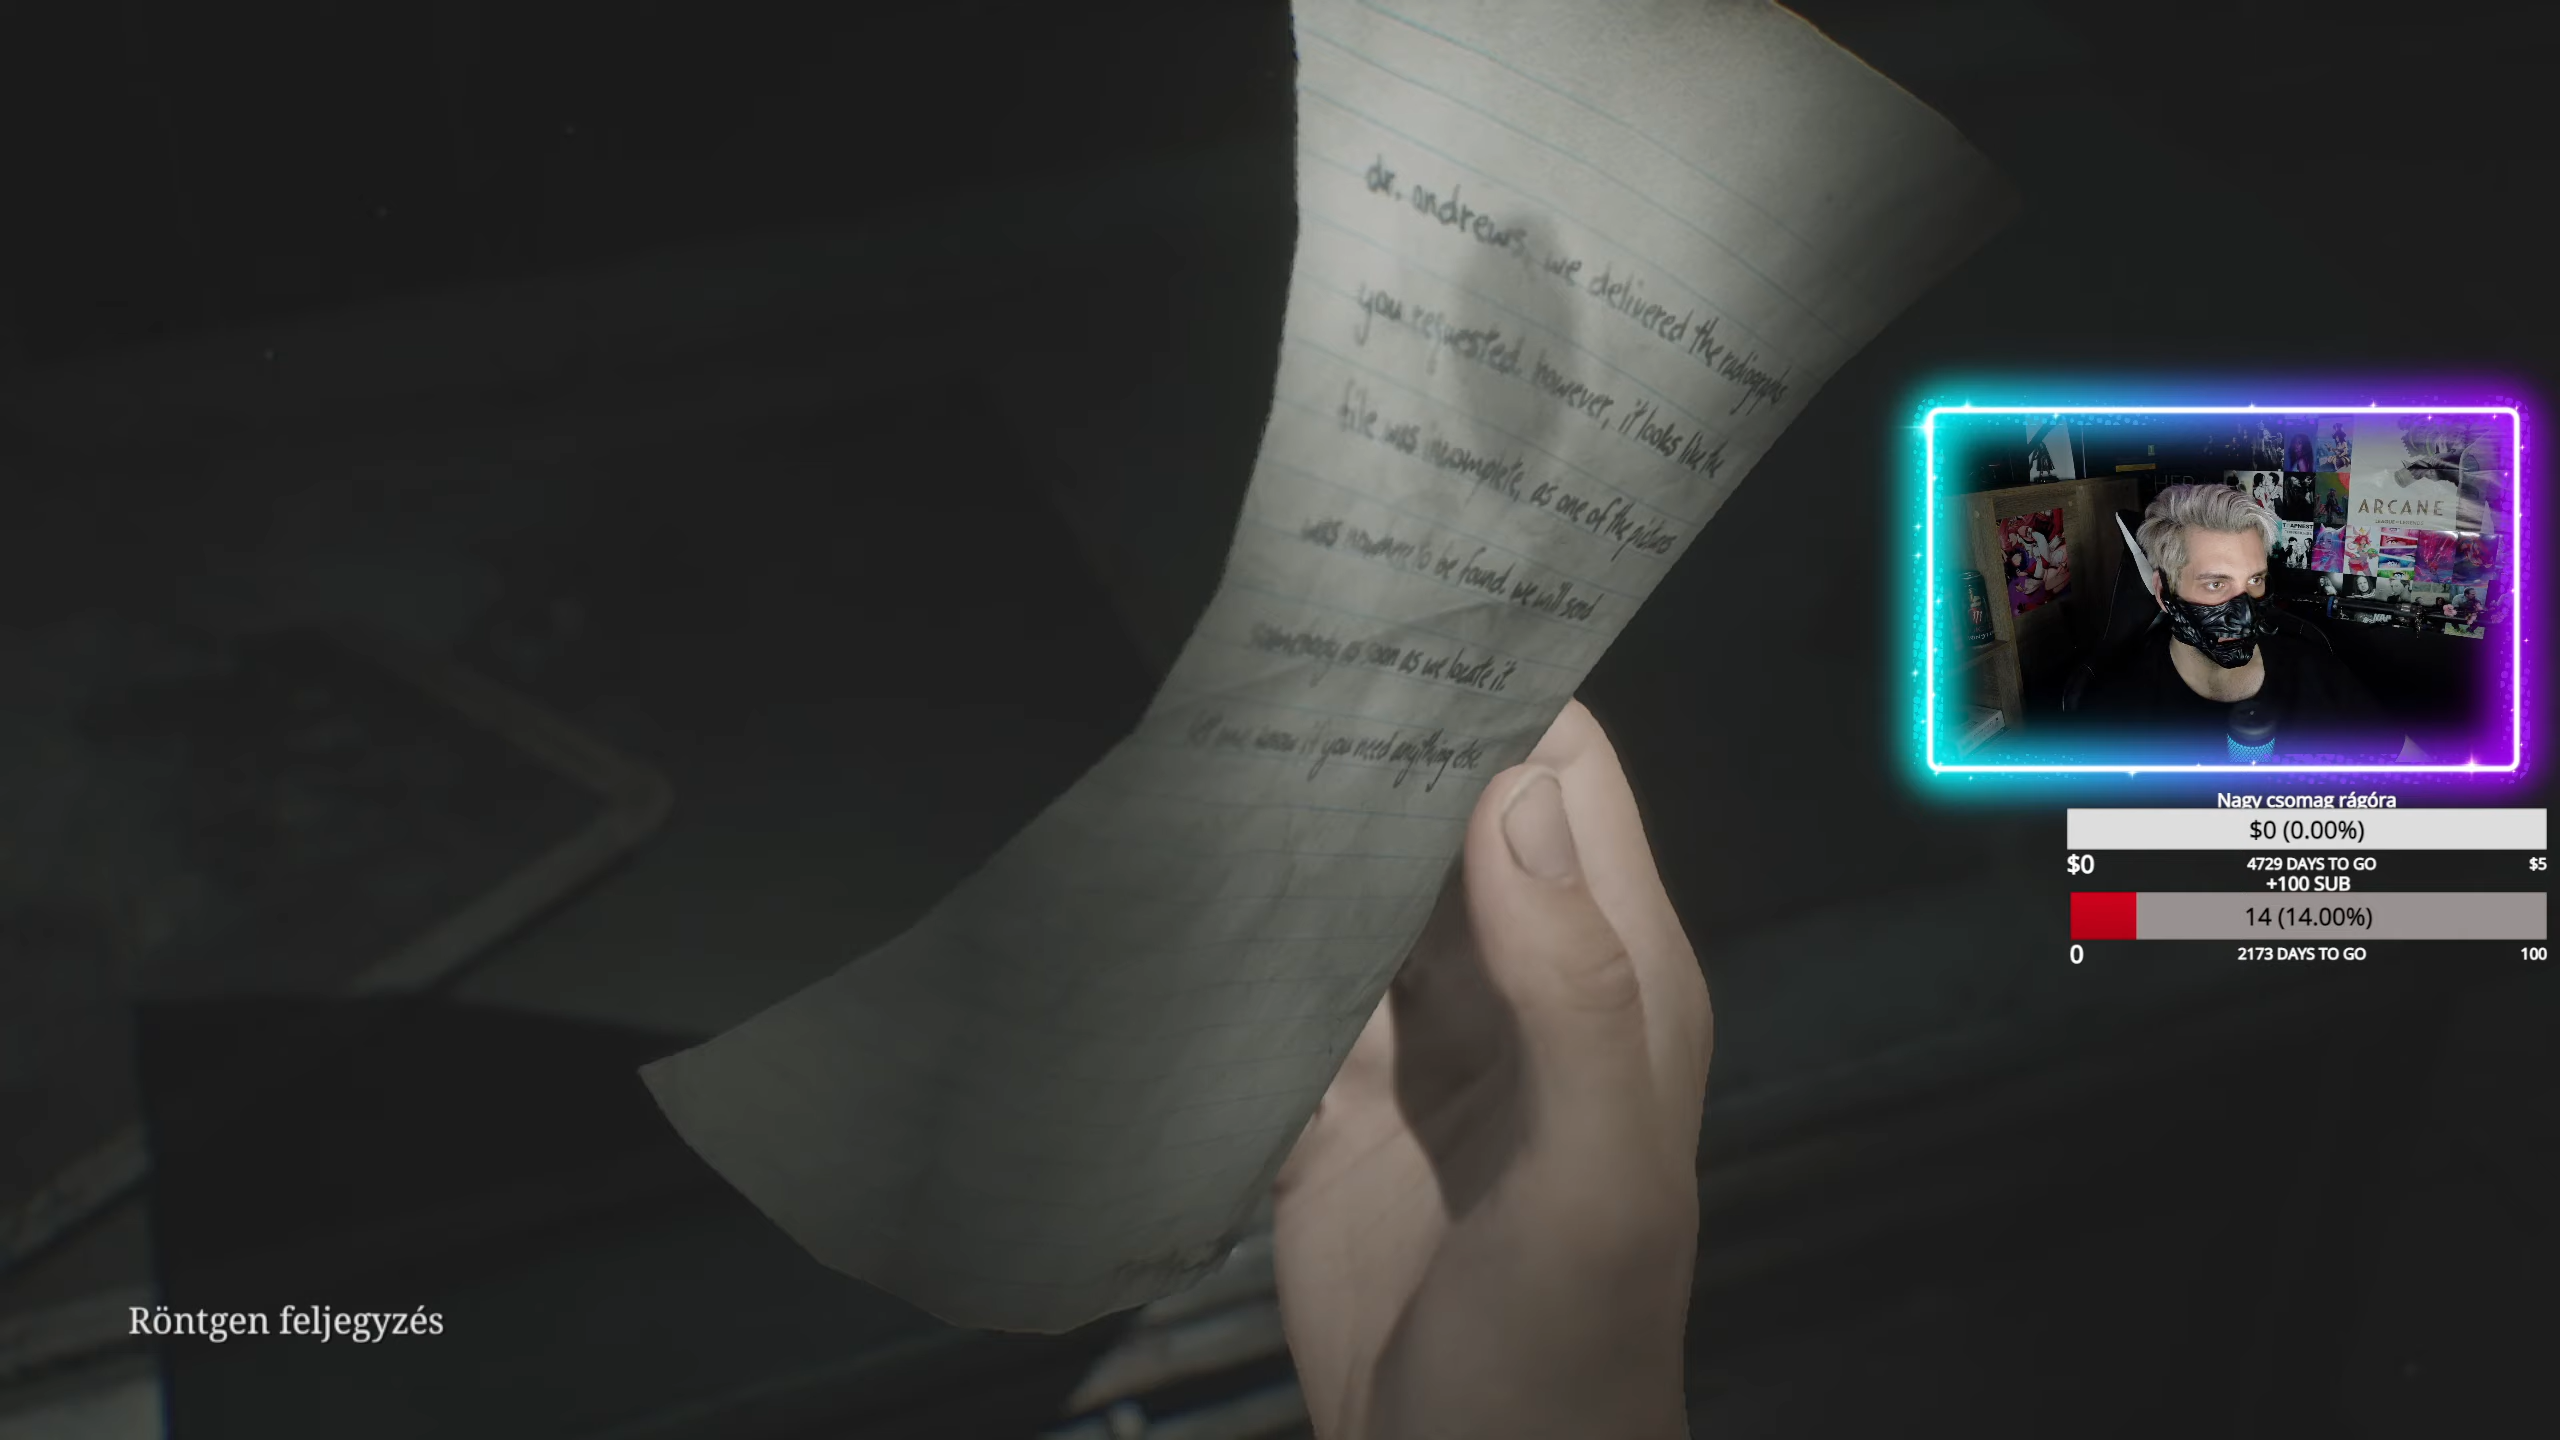 dr. andrews, we delivered the radiographs
you requested. however, it looks like the
file was incomplete, as one of the pictures
was nowhere to be found. we will send
somebody as soon as we locate it.
let me know if you need anything else
ARCANE
Nagy csomag rágóra
$0 (0.00%)
$0 4729 DAYS TO GO $5
+100 SUB
14 (14.00%)
0 2173 DAYS TO GO 100
Röntgen feljegyzés